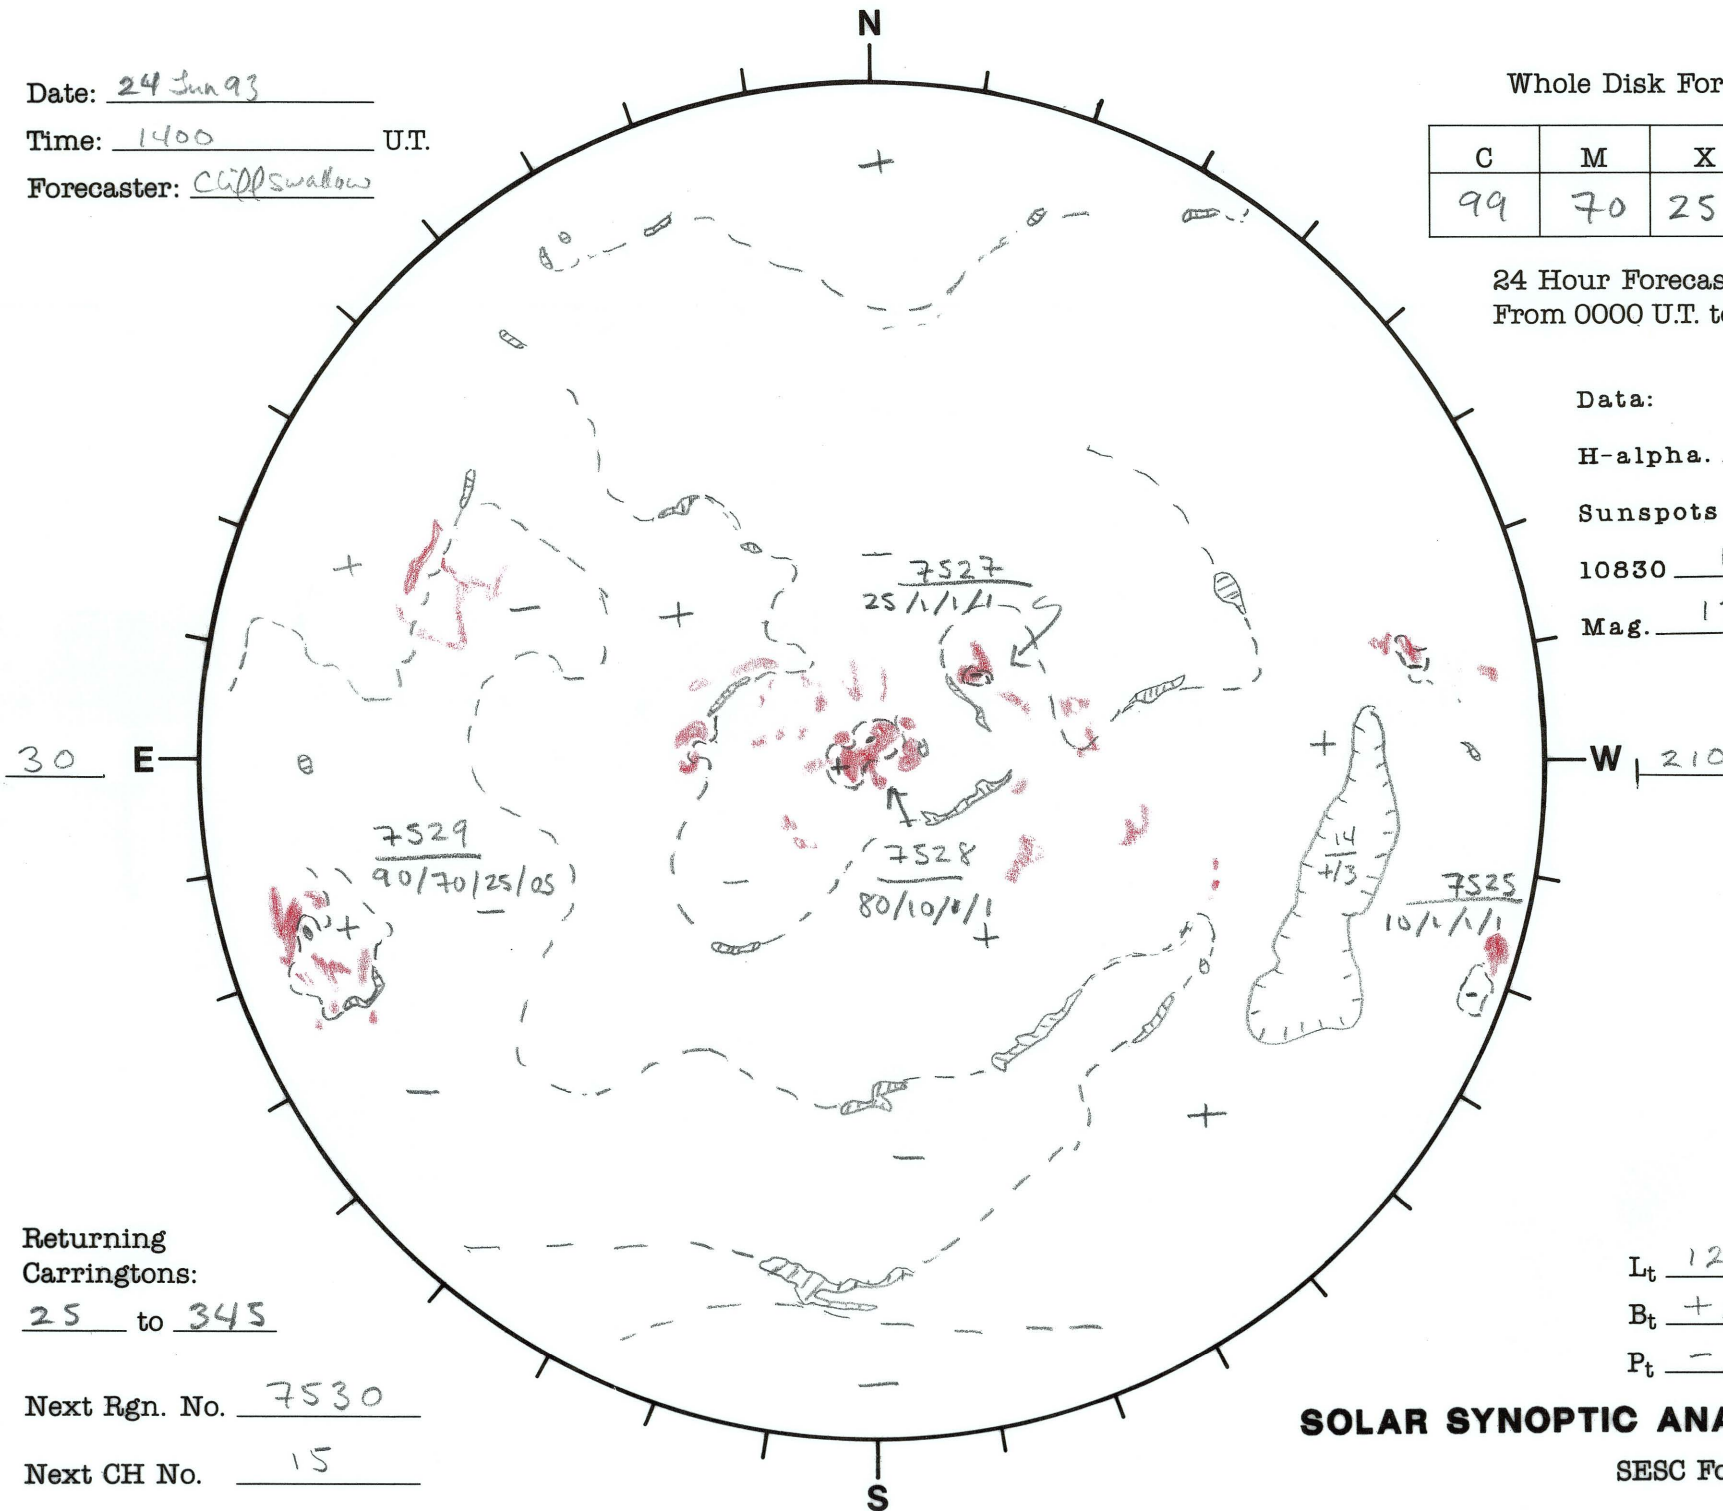 N
Date: 24 Jun 93
Time: 1400 U.T.
Forecaster: Cliffswallow
Whole Disk For
C M X
99 70 25
24 Hour Forecas
From 0000 U.T. t
Data:
H-alpha.
Sunspots
10830
Mag. 1
+
-
7527
25/1/1/1
+
-
+
+
30 E
W 210
7529
90/70/25/05
-
+
-
7528
80/10/1/1
+
14
+/3
7525
10/1/1/1
-
-
+
-
Returning
Carringtons:
25 to 345
Lt 12
Bt +
Pt -
-
Next Rgn. No. 7530
Next CH No. 15
SOLAR SYNOPTIC ANA
SESC Fo
S